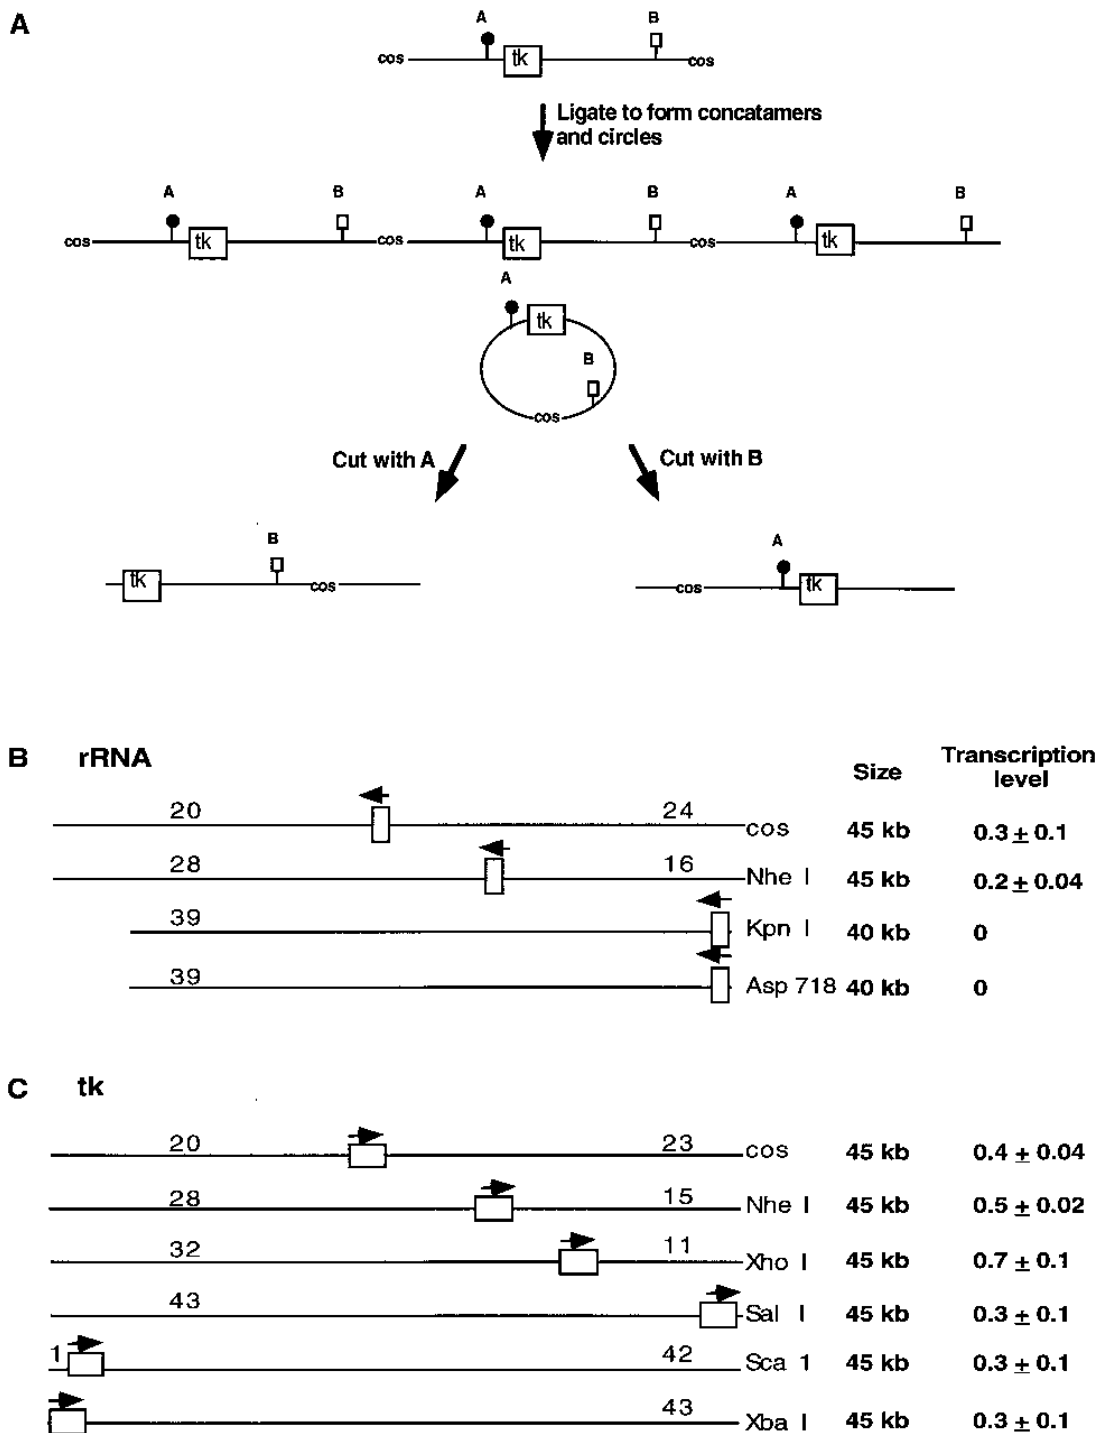 A
A B
cos tk cos
Ligate to form concatamers
and circles
A B A B A B
cos tk cos tk cos tk
A
tk
B
cos
Cut with A Cut with B
B
tk cos
A
cos tk
B rRNA
Size Transcription
level
20 24 cos 45 kb 0.3 ± 0.1
28 16 Nhe I 45 kb 0.2 ± 0.04
39 Kpn I 40 kb 0
39 Asp 718 40 kb 0
C tk
20 23 cos 45 kb 0.4 ± 0.04
28 15 Nhe I 45 kb 0.5 ± 0.02
32 11 Xho I 45 kb 0.7 ± 0.1
43 Sal I 45 kb 0.3 ± 0.1
1 42 Sca 1 45 kb 0.3 ± 0.1
43 Xba I 45 kb 0.3 ± 0.1